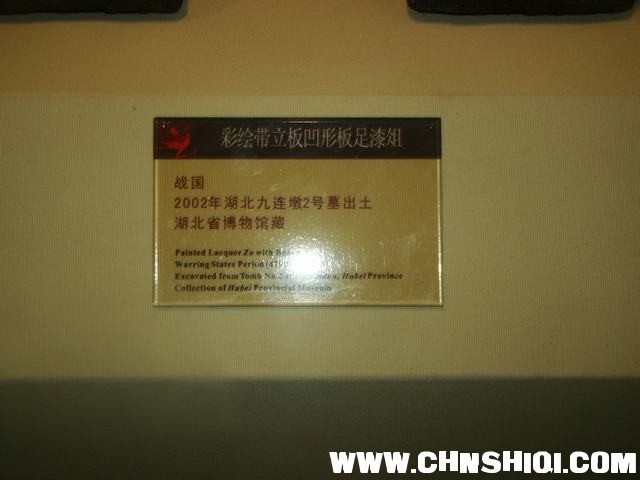 彩绘带立板凹形板足漆俎
战国
2002年湖北九连墩2号墓出土
湖北省博物馆藏
Painted Lacquer Zu with
Warring States Period
Excavated from Tomb No.2 Hubei Province
Collection of Hubei Provincial Museum
WWW.CHNSHIQI.COM